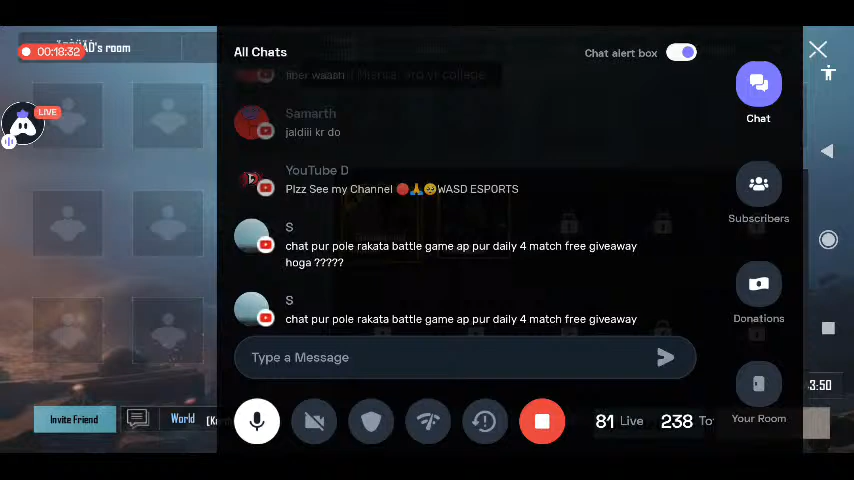 00:18:32
's room
All Chats
Chat alert box
fiber waaah
LIVE
Samarth
jaldiii kr do
Chat
YouTube D
Plzz See my Channel 🔴🙏🥺WASD ESPORTS
Subscribers
S
chat pur pole rakata battle game ap pur daily 4 match free giveaway
hoga ?????
S
chat pur pole rakata battle game ap pur daily 4 match free giveaway
Donations
Type a Message
3:50
Invite Friend
World
81 Live
238 To
Your Room